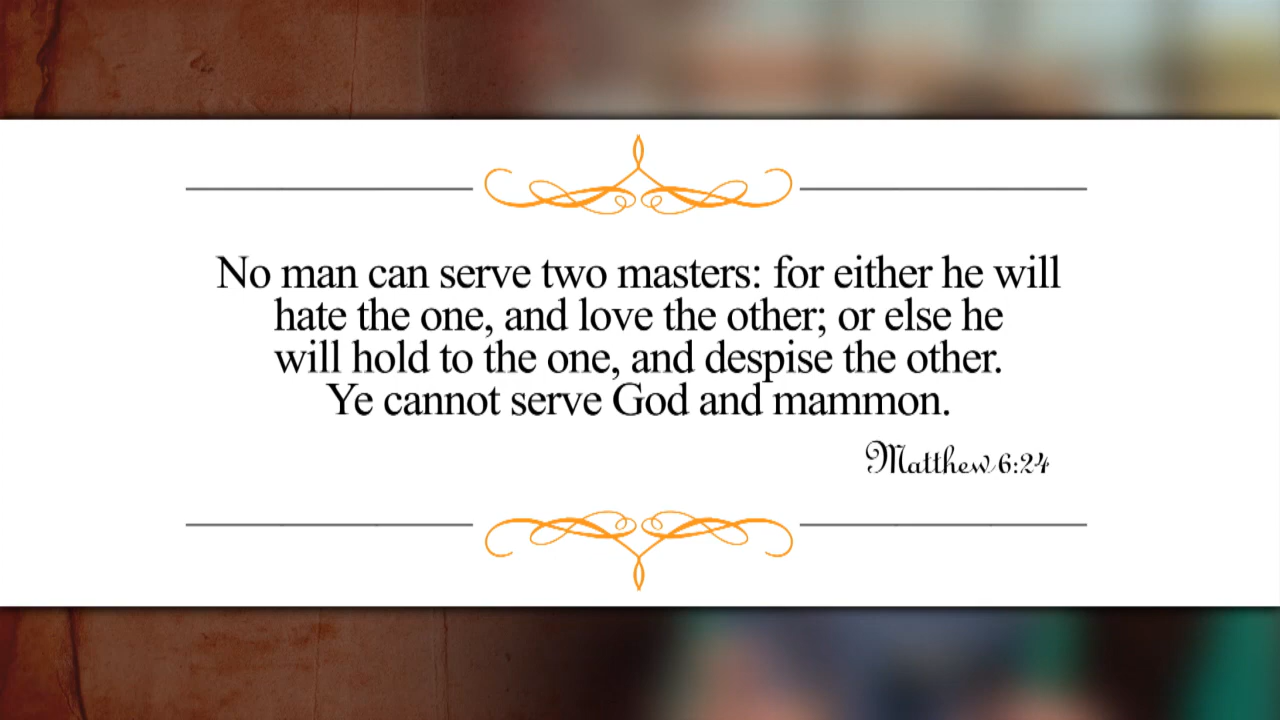 No man can serve two masters: for either he will
hate the one, and love the other; or else he
will hold to the one, and despise the other.
Ye cannot serve God and mammon.
Matthew 6:24